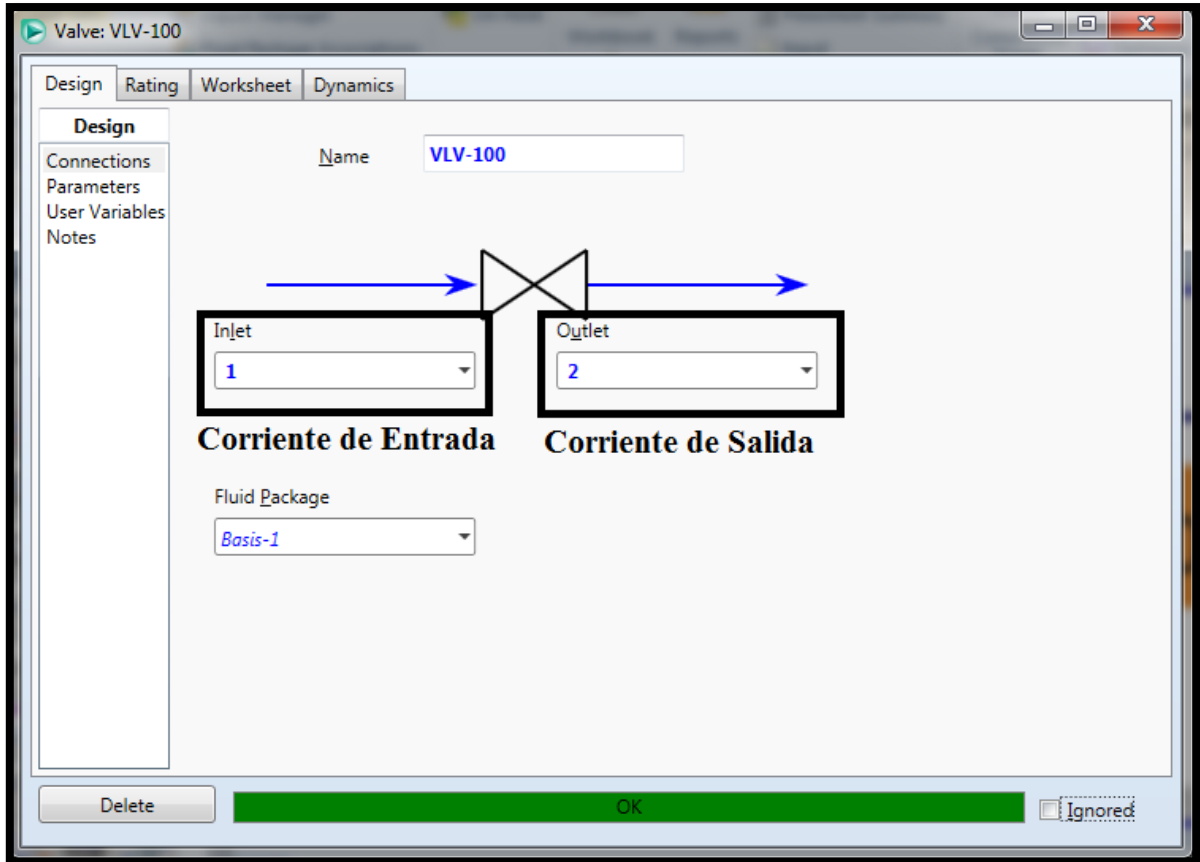 Valve: VLV-100
Design Rating Worksheet Dynamics
Design
Connections
Parameters
User Variables
Notes
Name VLV-100
Inlet Outlet
1 2
Corriente de Entrada Corriente de Salida
Fluid Package
Basis-1
Delete OK Ignored